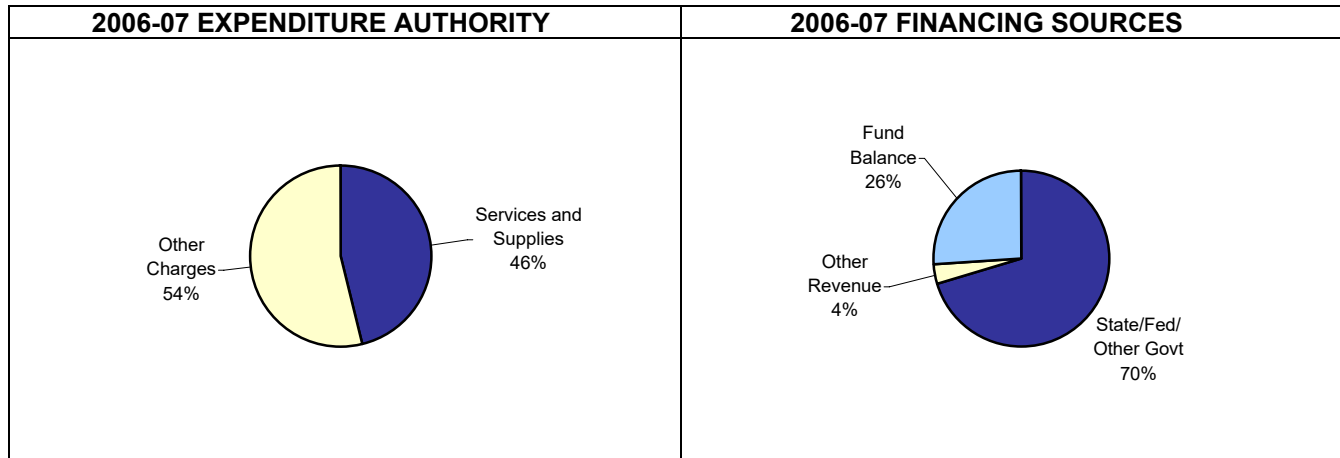 2006-07 EXPENDITURE AUTHORITY
Other
Charges
54%
Services and
Supplies
46%
2006-07 FINANCING SOURCES
Fund
Balance
26%
Other
Revenue
4%
State/Fed/
Other Govt
70%